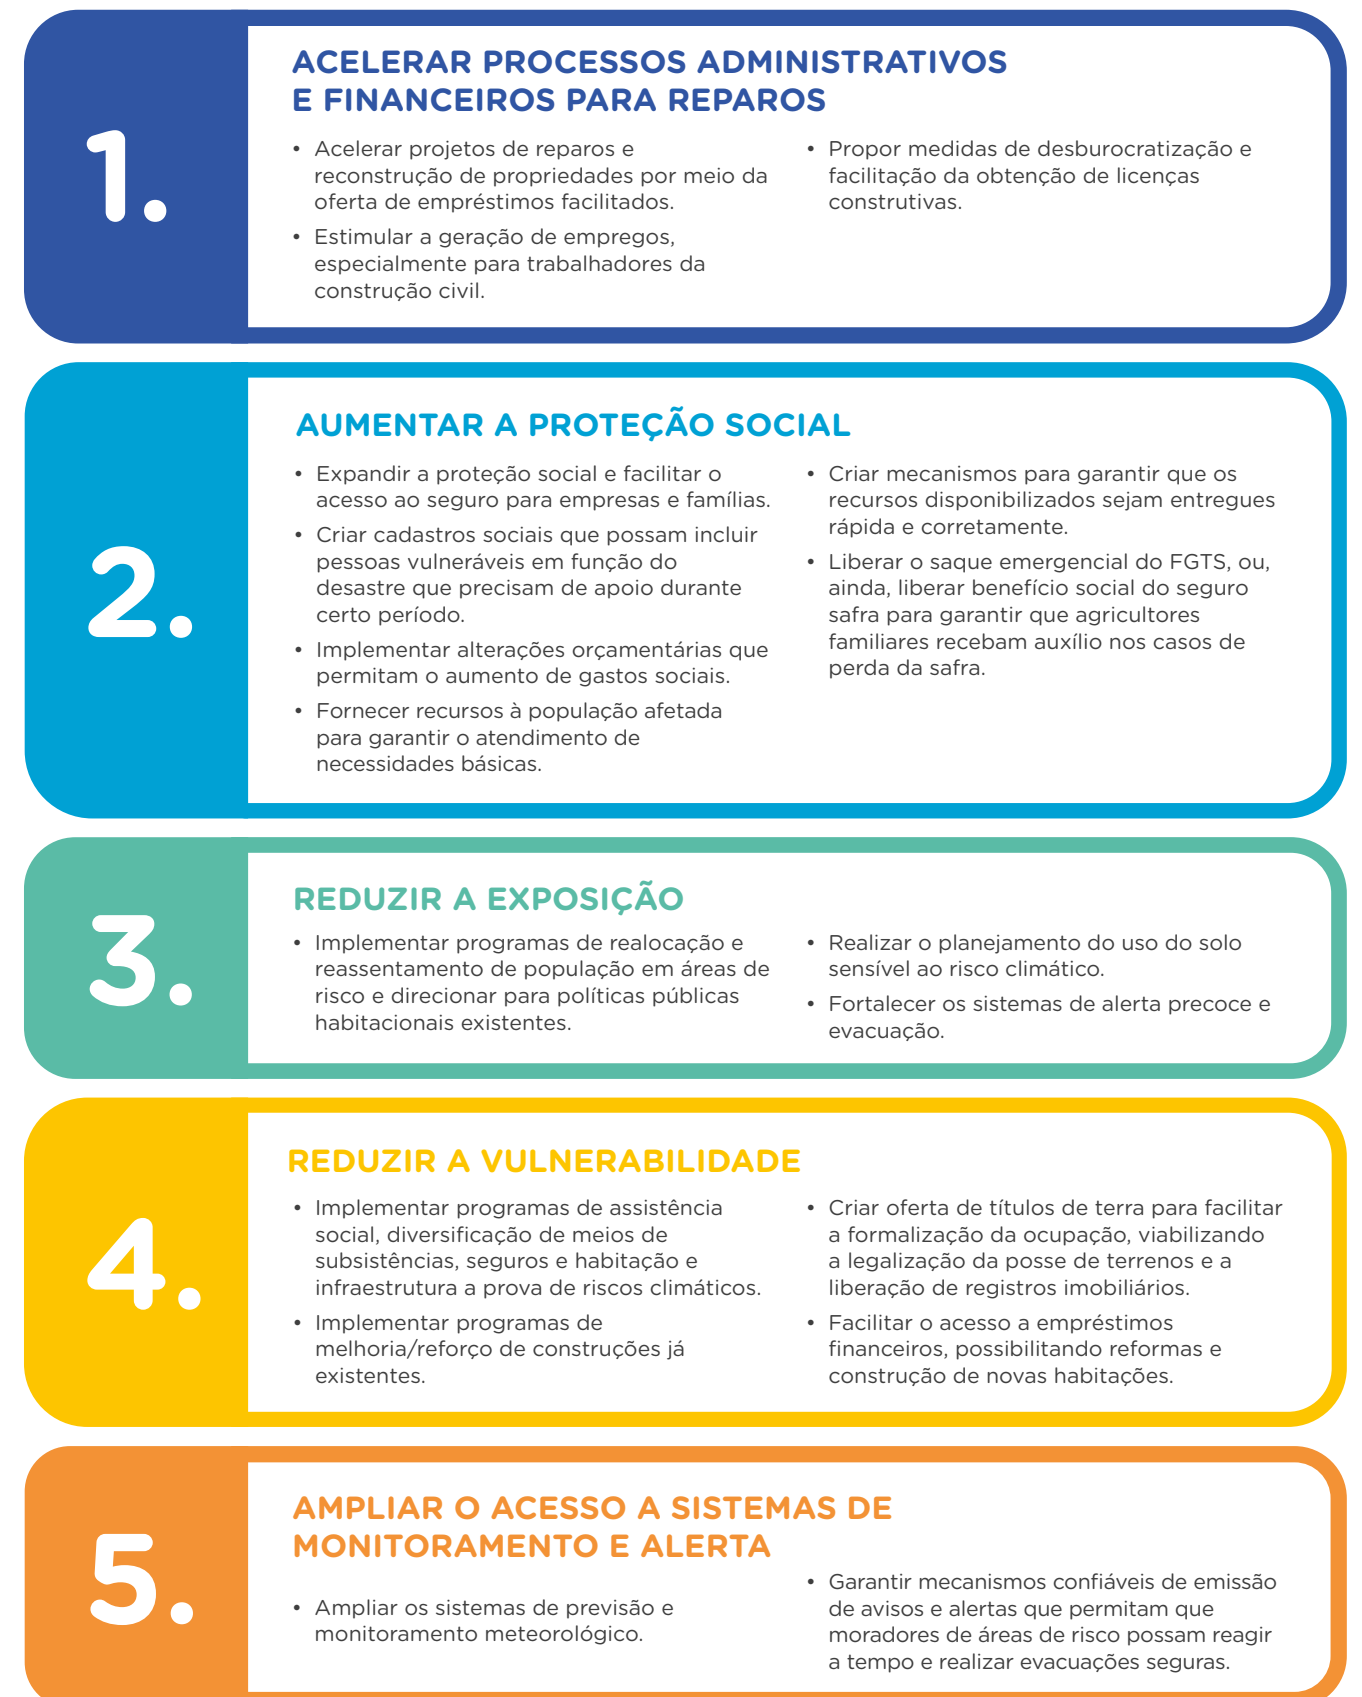 1.
ACELERAR PROCESSOS ADMINISTRATIVOS
E FINANCEIROS PARA REPAROS
• Acelerar projetos de reparos e
reconstrução de propriedades por meio da
oferta de empréstimos facilitados.
• Estimular a geração de empregos,
especialmente para trabalhadores da
construção civil.
• Propor medidas de desburocratização e
facilitação da obtenção de licenças
construtivas.
2.
AUMENTAR A PROTEÇÃO SOCIAL
• Expandir a proteção social e facilitar o
acesso ao seguro para empresas e famílias.
• Criar cadastros sociais que possam incluir
pessoas vulneráveis em função do
desastre que precisam de apoio durante
certo período.
• Implementar alterações orçamentárias que
permitam o aumento de gastos sociais.
• Fornecer recursos à população afetada
para garantir o atendimento de
necessidades básicas.
• Criar mecanismos para garantir que os
recursos disponibilizados sejam entregues
rápida e corretamente.
• Liberar o saque emergencial do FGTS, ou,
ainda, liberar benefício social do seguro
safra para garantir que agricultores
familiares recebam auxílio nos casos de
perda da safra.
3.
REDUZIR A EXPOSIÇÃO
• Implementar programas de realocação e
reassentamento de população em áreas de
risco e direcionar para políticas públicas
habitacionais existentes.
• Realizar o planejamento do uso do solo
sensível ao risco climático.
• Fortalecer os sistemas de alerta precoce e
evacuação.
4.
REDUZIR A VULNERABILIDADE
• Implementar programas de assistência
social, diversificação de meios de
subsistências, seguros e habitação e
infraestrutura a prova de riscos climáticos.
• Implementar programas de
melhoria/reforço de construções já
existentes.
• Criar oferta de títulos de terra para facilitar
a formalização da ocupação, viabilizando
a legalização da posse de terrenos e a
liberação de registros imobiliários.
• Facilitar o acesso a empréstimos
financeiros, possibilitando reformas e
construção de novas habitações.
5.
AMPLIAR O ACESSO A SISTEMAS DE
MONITORAMENTO E ALERTA
• Ampliar os sistemas de previsão e
monitoramento meteorológico.
• Garantir mecanismos confiáveis de emissão
de avisos e alertas que permitam que
moradores de áreas de risco possam reagir
a tempo e realizar evacuações seguras.